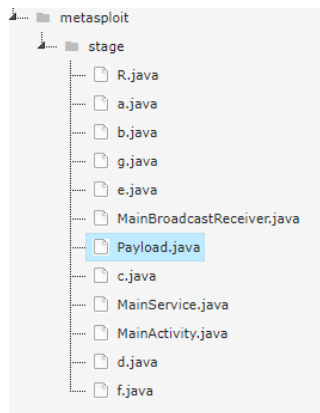 metasploit
stage
R.java
a.java
b.java
g.java
e.java
MainBroadcastReceiver.java
Payload.java
c.java
MainService.java
MainActivity.java
d.java
f.java